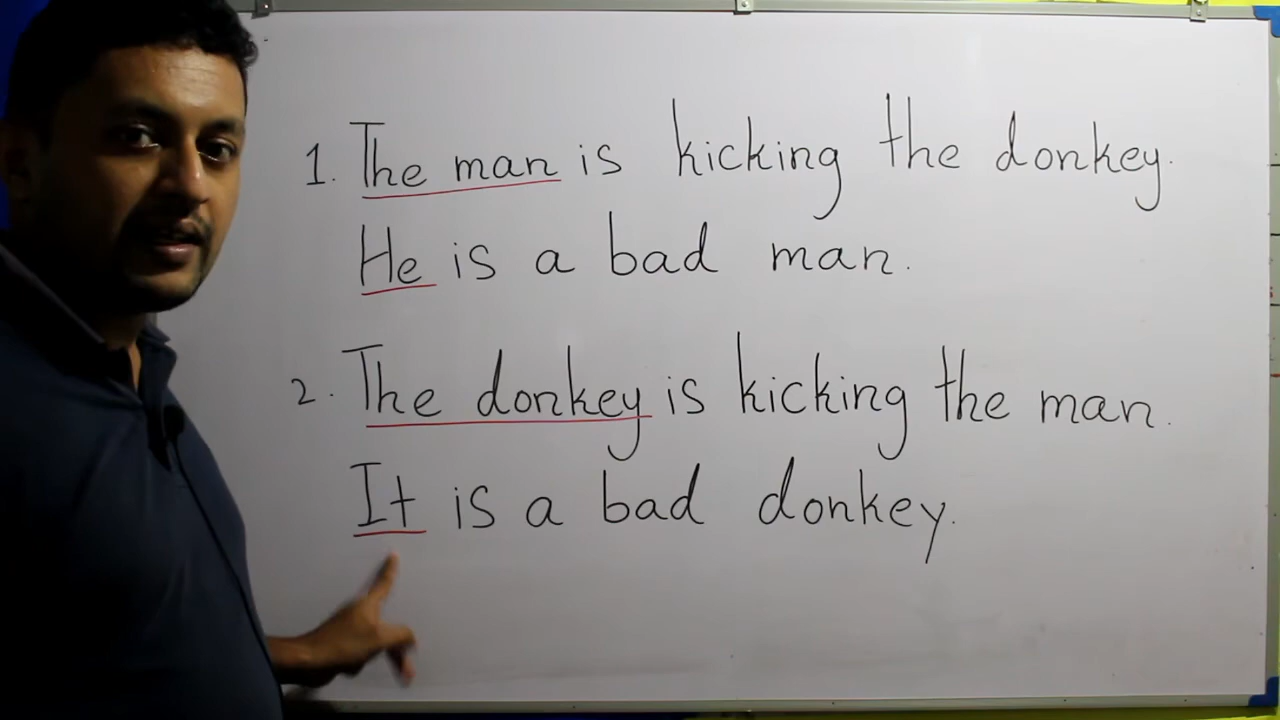 1. The man is kicking the donkey.
He is a bad man.
2. The donkey is kicking the man.
It is a bad donkey.